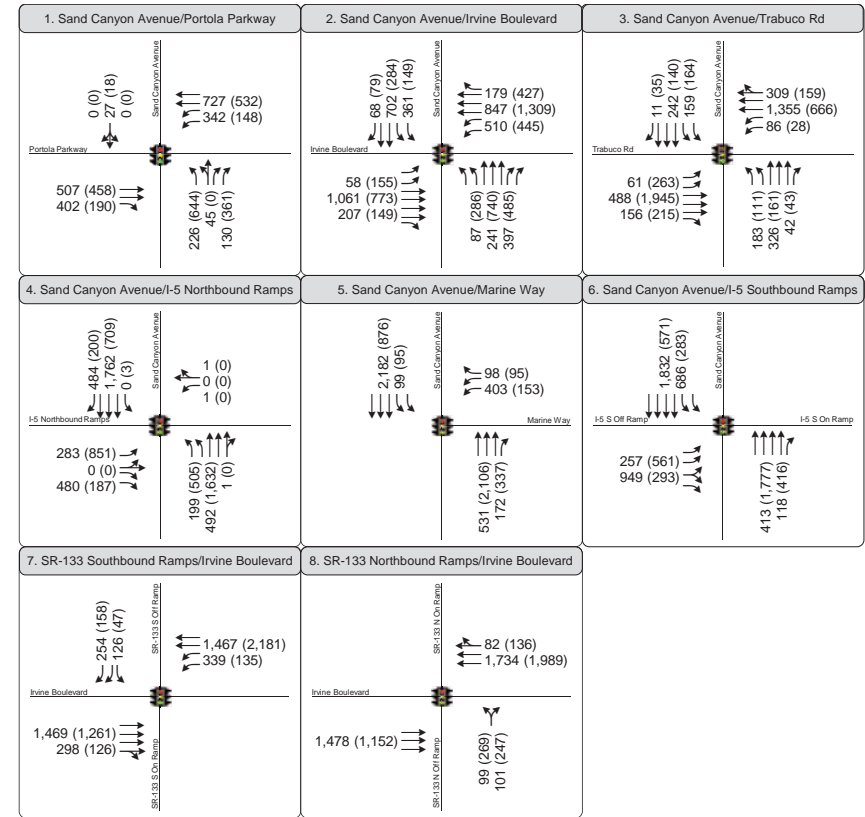 1. Sand Canyon Avenue/Portola Parkway
0 (0)
27 (18)
0 (0)
Sand Canyon Avenue
727 (532)
342 (148)
Portola Parkway
507 (458)
402 (190)
226 (644)
45 (0)
130 (361)
2. Sand Canyon Avenue/Irvine Boulevard
68 (79)
702 (284)
361 (149)
Sand Canyon Avenue
179 (427)
847 (1,309)
510 (445)
Irvine Boulevard
58 (155)
1,061 (773)
207 (149)
87 (286)
241 (740)
397 (485)
3. Sand Canyon Avenue/Trabuco Rd
11 (35)
242 (140)
159 (164)
Sand Canyon Avenue
309 (159)
1,355 (666)
86 (28)
Trabuco Rd
61 (263)
488 (1,945)
156 (215)
183 (111)
326 (161)
42 (43)
4. Sand Canyon Avenue/I-5 Northbound Ramps
484 (200)
1,762 (709)
0 (3)
Sand Canyon Avenue
1 (0)
0 (0)
1 (0)
I-5 Northbound Ramps
283 (851)
0 (0)
480 (187)
199 (505)
492 (1,632)
1 (0)
5. Sand Canyon Avenue/Marine Way
2,182 (876)
99 (95)
Sand Canyon Avenue
98 (95)
403 (153)
Marine Way
531 (2,106)
172 (337)
6. Sand Canyon Avenue/I-5 Southbound Ramps
1,832 (571)
686 (283)
Sand Canyon Avenue
I-5 S Off Ramp
I-5 S On Ramp
257 (561)
949 (293)
413 (1,777)
118 (416)
7. SR-133 Southbound Ramps/Irvine Boulevard
254 (158)
126 (47)
SR-133 S Off Ramp
1,467 (2,181)
339 (135)
Irvine Boulevard
1,469 (1,261)
298 (126)
SR-133 S On Ramp
8. SR-133 Northbound Ramps/Irvine Boulevard
SR-133 N On Ramp
82 (136)
1,734 (1,989)
Irvine Boulevard
1,478 (1,152)
SR-133 N Off Ramp
99 (269)
101 (247)